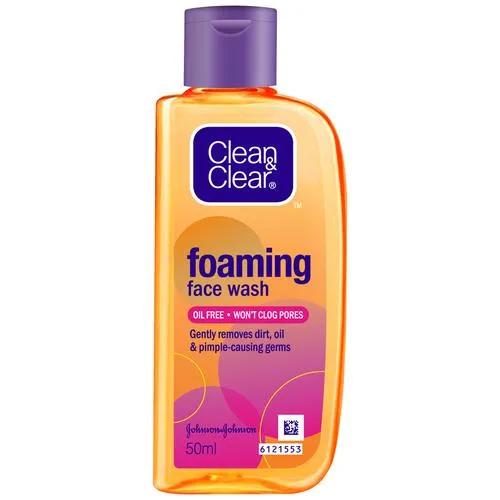 Clean &
Clear®
™
foaming
face wash
OIL FREE • WON'T CLOG PORES
Gently removes dirt, oil
& pimple-causing germs
Johnson&Johnson
50ml
6121553